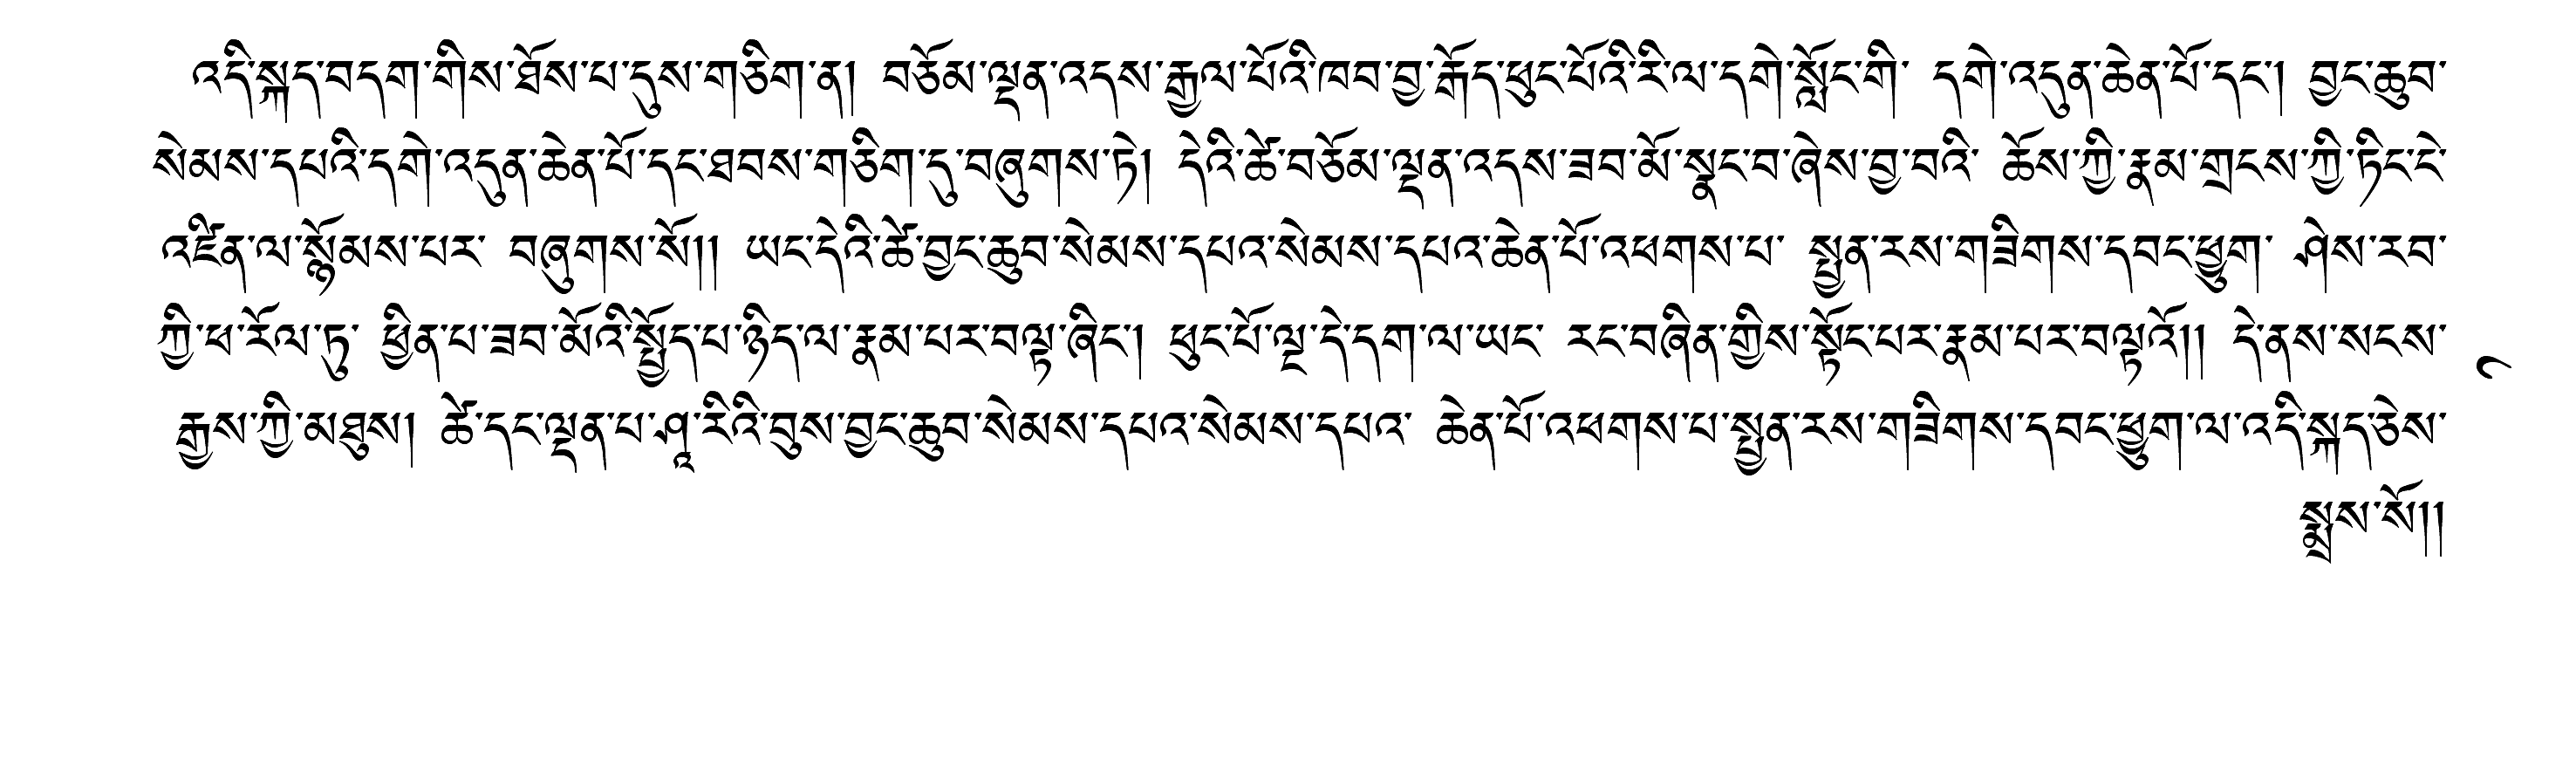 འདི་སྐད་བདག་གིས་ཐོས་པ་དུས་གཅིག་ན། བཅོམ་ལྡན་འདས་རྒྱལ་པོའི་ཁབ་བྱ་རྒོད་ཕུང་པོའི་རི་ལ་དགེ་སློང་གི་ དགེ་འདུན་ཆེན་པོ་དང་། བྱང་ཆུབ་
སེམས་དཔའི་དགེ་འདུན་ཆེན་པོ་དང་ཐབས་གཅིག་ཏུ་བཞུགས་ཏེ། དེའི་ཚེ་བཅོམ་ལྡན་འདས་ཟབ་མོ་སྣང་བ་ཞེས་བྱ་བའི་ ཆོས་ཀྱི་རྣམ་གྲངས་ཀྱི་ཏིང་ངེ་
འཛིན་ལ་སྙོམས་པར་ བཞུགས་སོ།། ཡང་དེའི་ཚེ་བྱང་ཆུབ་སེམས་དཔའ་སེམས་དཔའ་ཆེན་པོ་འཕགས་པ་ སྤྱན་རས་གཟིགས་དབང་ཕྱུག་ ཤེས་རབ་
ཀྱི་ཕ་རོལ་ཏུ་ ཕྱིན་པ་ཟབ་མོའི་སྤྱོད་པ་ཉིད་ལ་རྣམ་པར་བལྟ་ཞིང་། ཕུང་པོ་ལྔ་དེ་དག་ལ་ཡང་ རང་བཞིན་གྱིས་སྟོང་པར་རྣམ་པར་བལྟའོ།། དེ་ནས་སངས་
རྒྱས་ཀྱི་མཐུས། ཚེ་དང་ལྡན་པ་ཤཱ་རིའི་བུས་བྱང་ཆུབ་སེམས་དཔའ་སེམས་དཔའ་ ཆེན་པོ་འཕགས་པ་སྤྱན་རས་གཟིགས་དབང་ཕྱུག་ལ་འདི་སྐད་ཅེས་
སྨྲས་སོ།།
༡